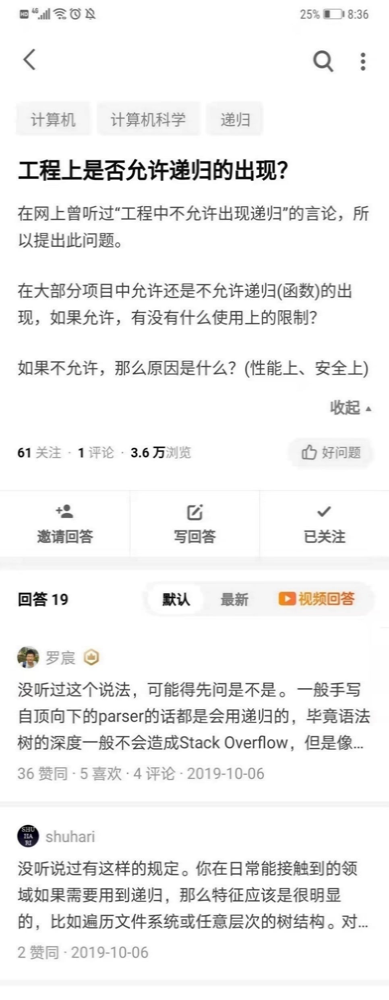 HD 4G 25% 8:36
计算机 计算机科学 递归
工程上是否允许递归的出现？
在网上曾听过“工程中不允许出现递归”的言论，所
以提出此问题。
在大部分项目中允许还是不允许递归(函数)的出
现，如果允许，有没有什么使用上的限制？
如果不允许，那么原因是什么？(性能上、安全上)
收起
61 关注 · 1 评论 · 3.6 万浏览 好问题
邀请回答 写回答 已关注
回答 19 默认 最新 视频回答
罗宸
没听过这个说法，可能得先问是不是。一般手写
自顶向下的parser的话都是会用递归的，毕竟语法
树的深度一般不会造成Stack Overflow，但是像...
36 赞同 · 5 喜欢 · 4 评论 · 2019-10-06
SHU
HA
RI
shuhari
没听说过有这样的规定。你在日常能接触到的领
域如果需要用到递归，那么特征应该是很明显
的，比如遍历文件系统或任意层次的树结构。对...
2 赞同 · 2019-10-06